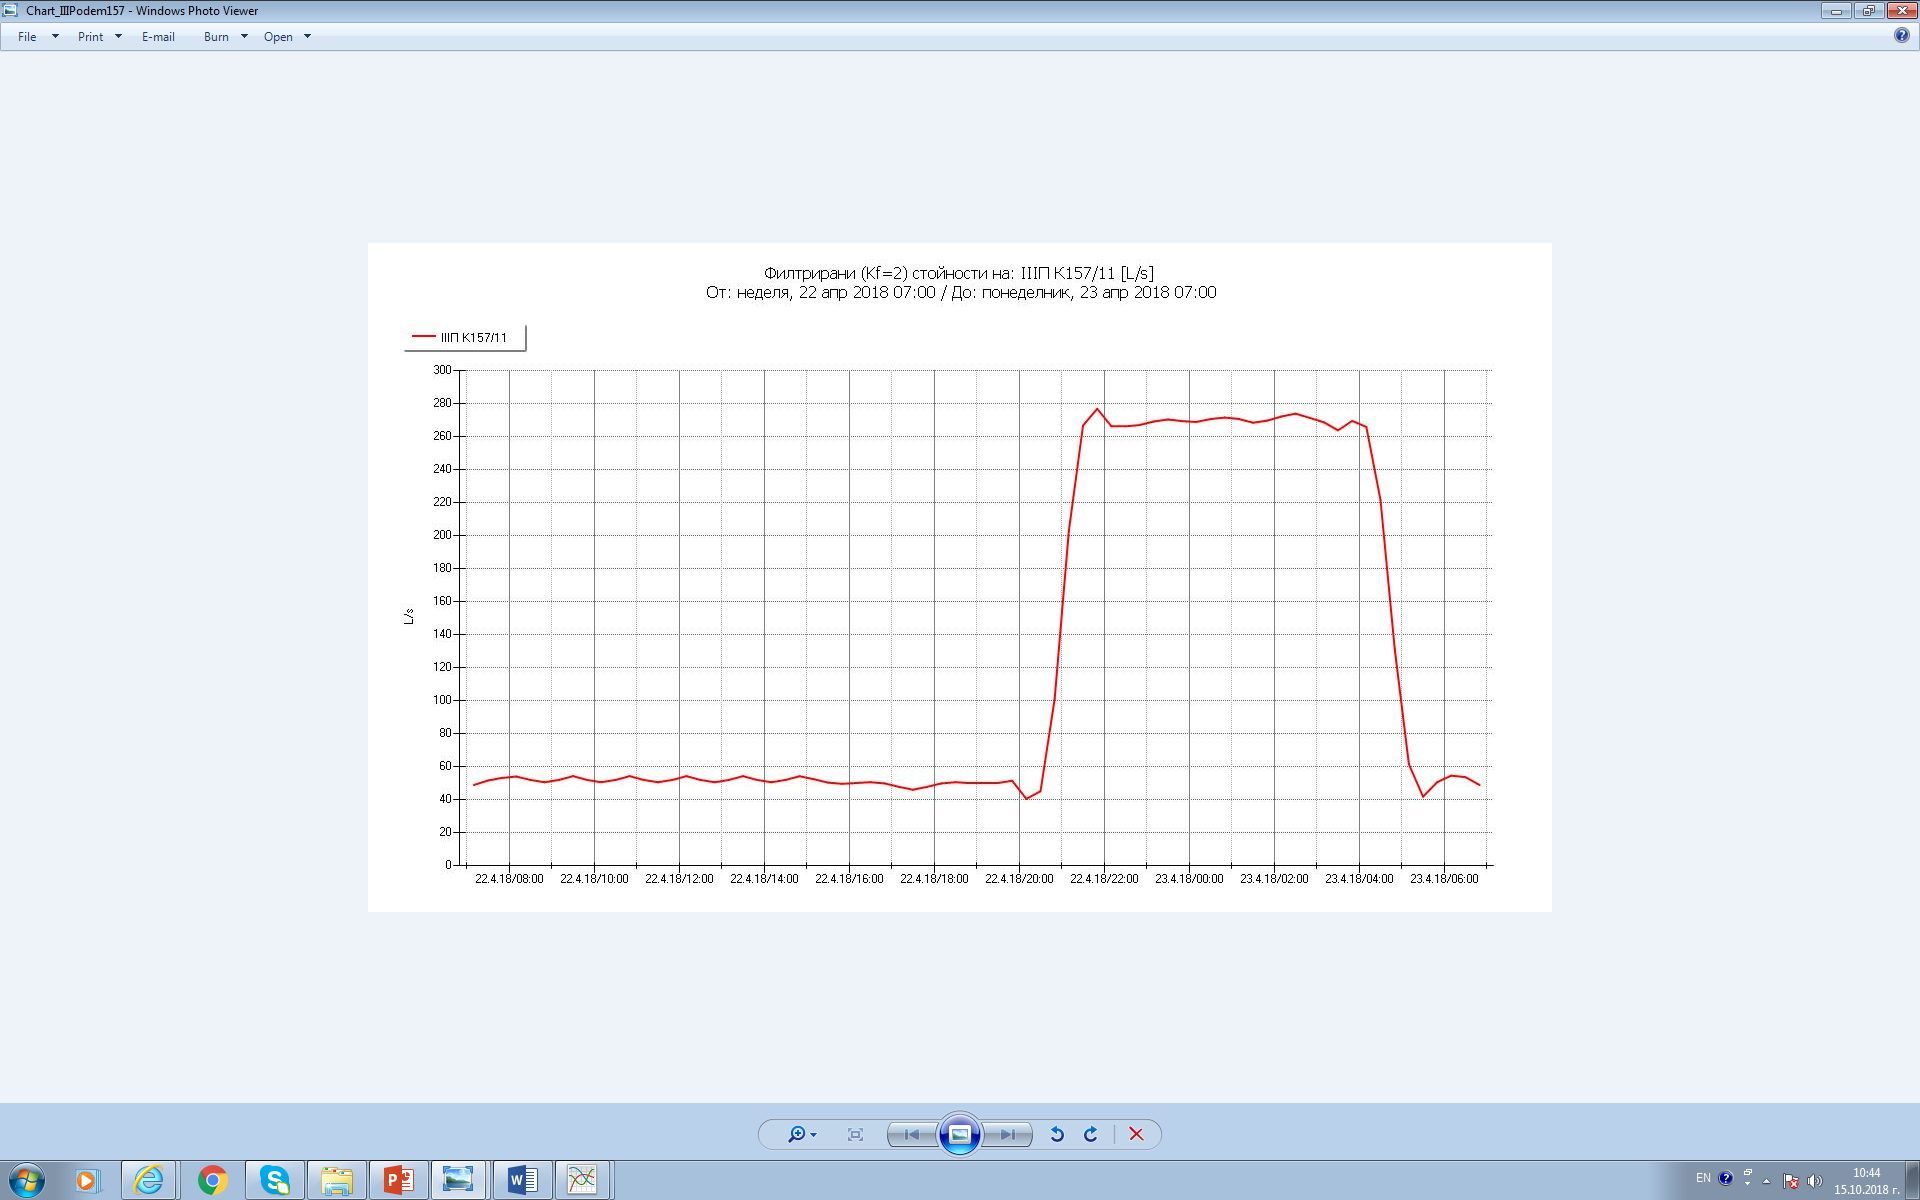 Chart_IIIPodem157 - Windows Photo Viewer
File Print E-mail Burn Open
Филтрирани (Kf=2) стойности на: IIIП К157/11 [L/s]
От: неделя, 22 апр 2018 07:00 / До: понеделник, 23 апр 2018 07:00
IIIП К157/11
300
280
260
240
220
200
180
160
140
120
100
80
60
40
20
0
L/s
22.4.18/08:00 22.4.18/10:00 22.4.18/12:00 22.4.18/14:00 22.4.18/16:00 22.4.18/18:00 22.4.18/20:00 22.4.18/22:00 23.4.18/00:00 23.4.18/02:00 23.4.18/04:00 23.4.18/06:00
EN
10:44
15.10.2018 г.